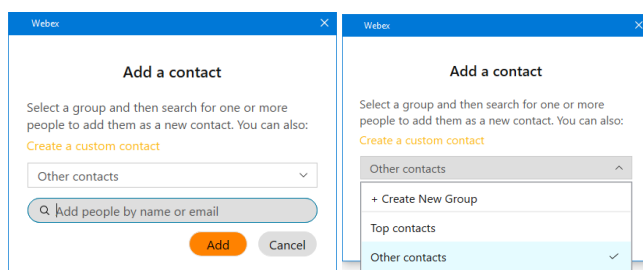 Webex
Add a contact
Select a group and then search for one or more
people to add them as a new contact. You can also:
Create a custom contact
Other contacts
Add people by name or email
Add Cancel
Webex
Add a contact
Select a group and then search for one or more
people to add them as a new contact. You can also:
Create a custom contact
Other contacts
+ Create New Group
Top contacts
Other contacts